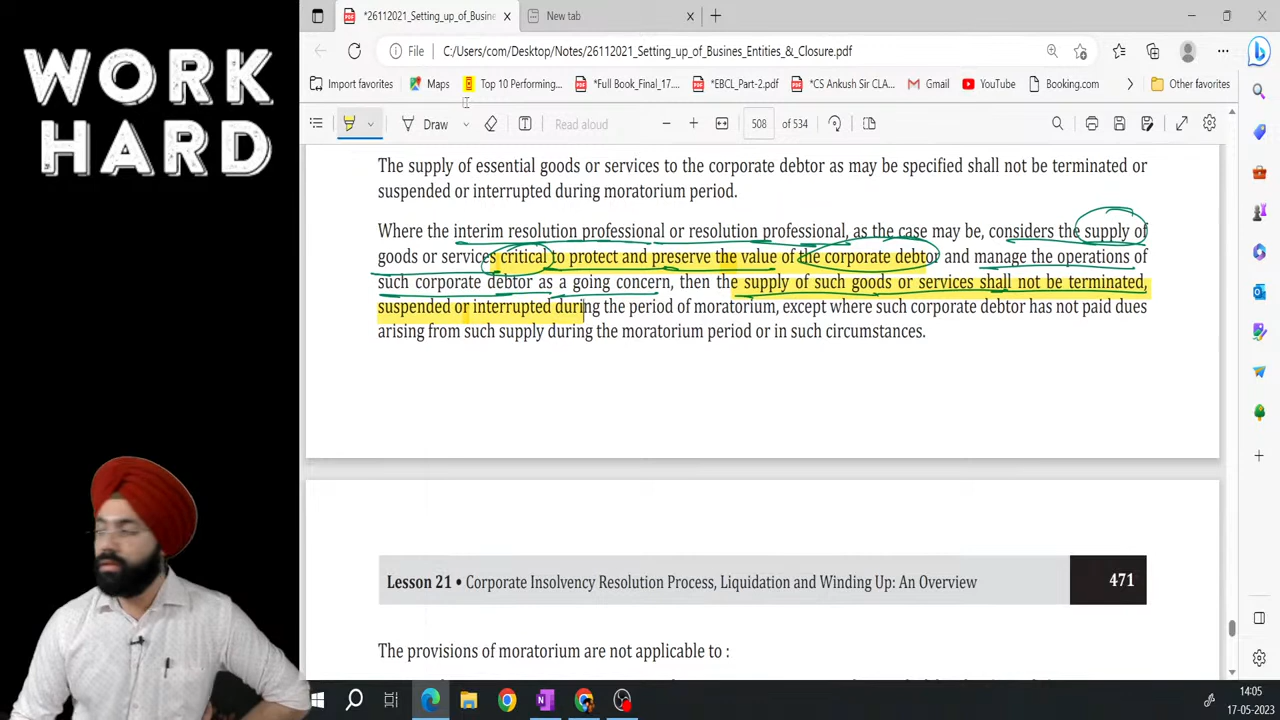 WORK
HARD
*26112021_Setting_up_of_Busine
New tab
File
C:/Users/com/Desktop/Notes/26112021_Setting_up_of_Busines_Entities_&_Closure.pdf
Import favorites
Maps
Top 10 Performing...
*Full Book_Final_17....
*EBCL_Part-2.pdf
*CS Ankush Sir CLA...
Gmail
YouTube
Booking.com
Draw
Read aloud
508 of 534
The supply of essential goods or services to the corporate debtor as may be specified shall not be terminated or
suspended or interrupted during moratorium period.
Where the interim resolution professional or resolution professional, as the case may be, considers the supply of
goods or services critical to protect and preserve the value of the corporate debtor and manage the operations of
such corporate debtor as a going concern, then the supply of such goods or services shall not be terminated,
suspended or interrupted during the period of moratorium, except where such corporate debtor has not paid dues
arising from such supply during the moratorium period or in such circumstances.
Lesson 21 • Corporate Insolvency Resolution Process, Liquidation and Winding Up: An Overview
471
The provisions of moratorium are not applicable to :
14:05
17-05-2023